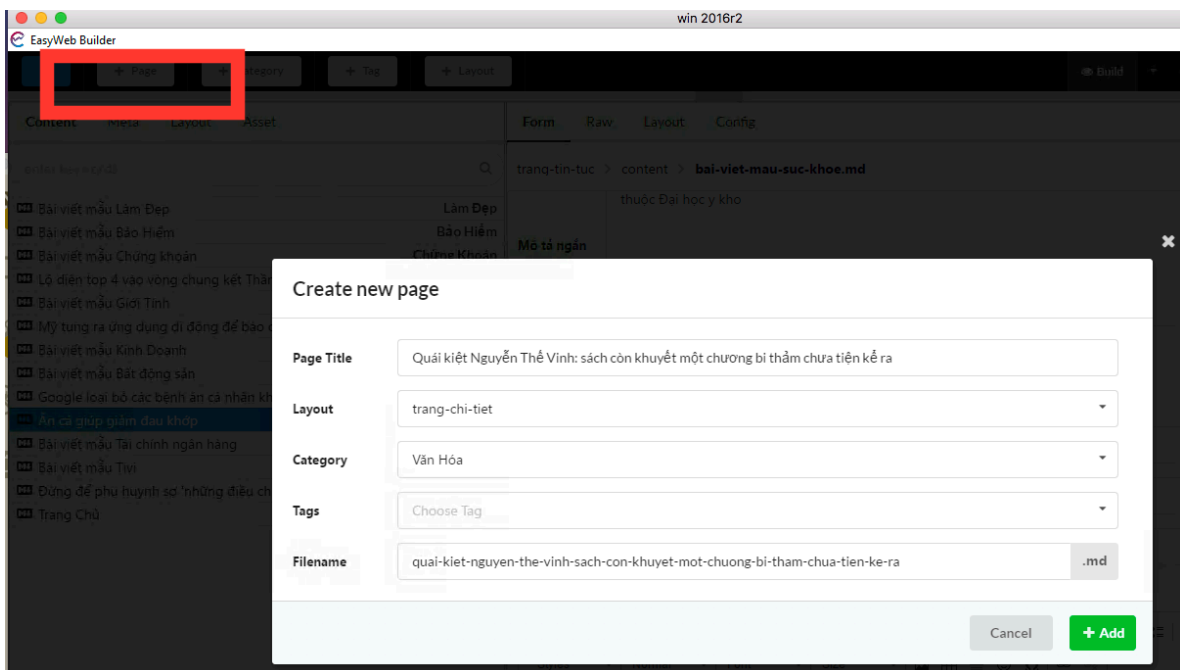 win 2016r2
EasyWeb Builder
+ Page
+ Category
+ Tag
+ Layout
Build
Content Meta Layout Asset
Form Raw Layout Config
trang-tin-tuc > content > bai-viet-mau-suc-khoe.md
thuộc Đại học y kho
Mô tả ngắn
Bài viết mẫu Làm Đẹp Làm Đẹp
Bài viết mẫu Bảo Hiểm Bảo Hiểm
Bài viết mẫu Chứng khoán Chứng Khoán
Lộ diện top 4 vào vòng chung kết Thần
Bài viết mẫu Giới Tính
Mỹ tung ra ứng dụng di động để báo
Bài viết mẫu Kinh Doanh
Bài viết mẫu Bất động sản
Google loại bỏ các bệnh án cá nhân kh
Ăn cá giúp giảm đau khớp
Bài viết mẫu Tài chính ngân hàng
Bài viết mẫu Tivi
Đừng để phụ huynh sợ 'những điều ch
Trang Chủ
Create new page
Page Title Quái kiệt Nguyễn Thế Vinh: sách còn khuyết một chương bi thảm chưa tiện kể ra
Layout trang-chi-tiet
Category Văn Hóa
Tags Choose Tag
Filename quai-kiet-nguyen-the-vinh-sach-con-khuyet-mot-chuong-bi-tham-chua-tien-ke-ra .md
Cancel + Add